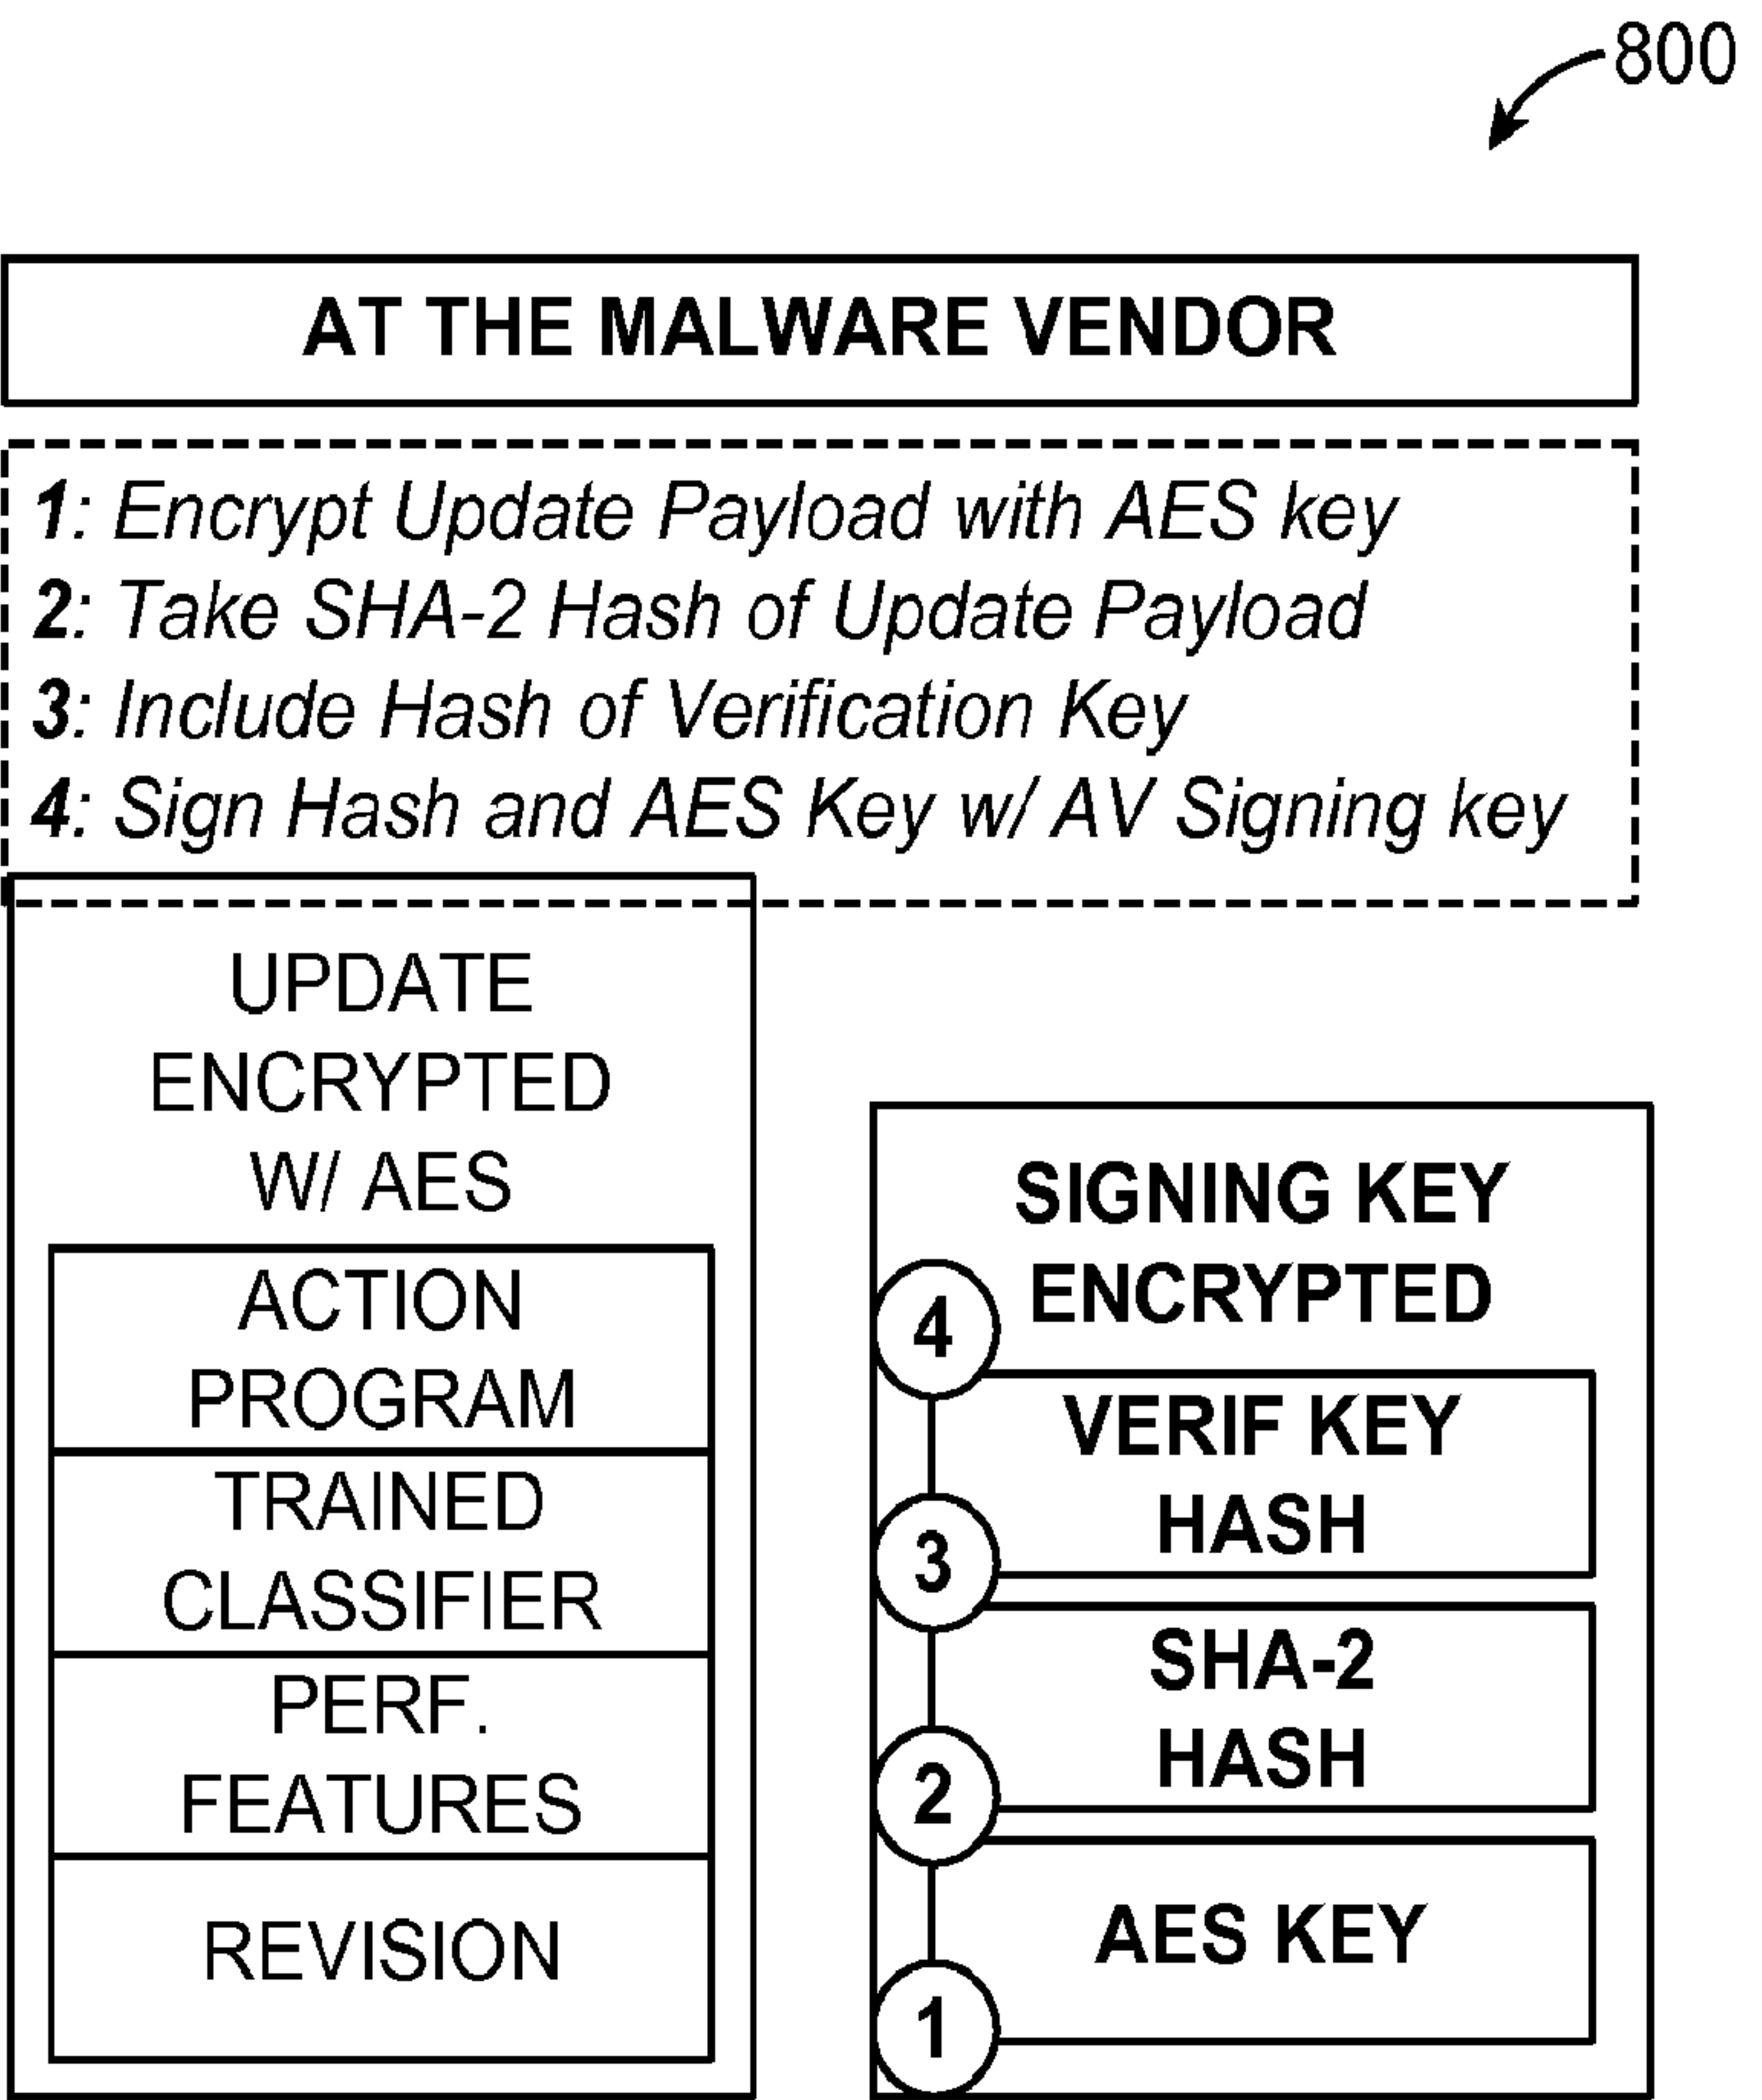 800
AT THE MALWARE VENDOR
1: Encrypt Update Payload with AES key
2: Take SHA-2 Hash of Update Payload
3: Include Hash of Verification Key
4: Sign Hash and AES Key w/ AV Signing key
UPDATE
ENCRYPTED
W/ AES
ACTION
PROGRAM
TRAINED
CLASSIFIER
PERF.
FEATURES
REVISION
SIGNING KEY
ENCRYPTED
4
VERIF KEY
HASH
3
SHA-2
HASH
2
AES KEY
1